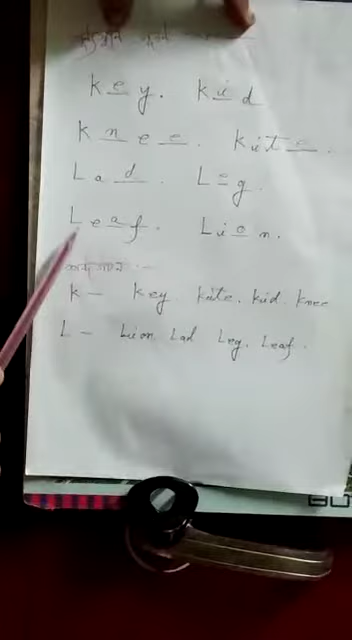 Key. Kid
Knee. Kite.
Lad. Leg.
Leaf. Lion.
K - Key. Kite. Kid. Knee
L - Lion. Lad Leg. Leaf.